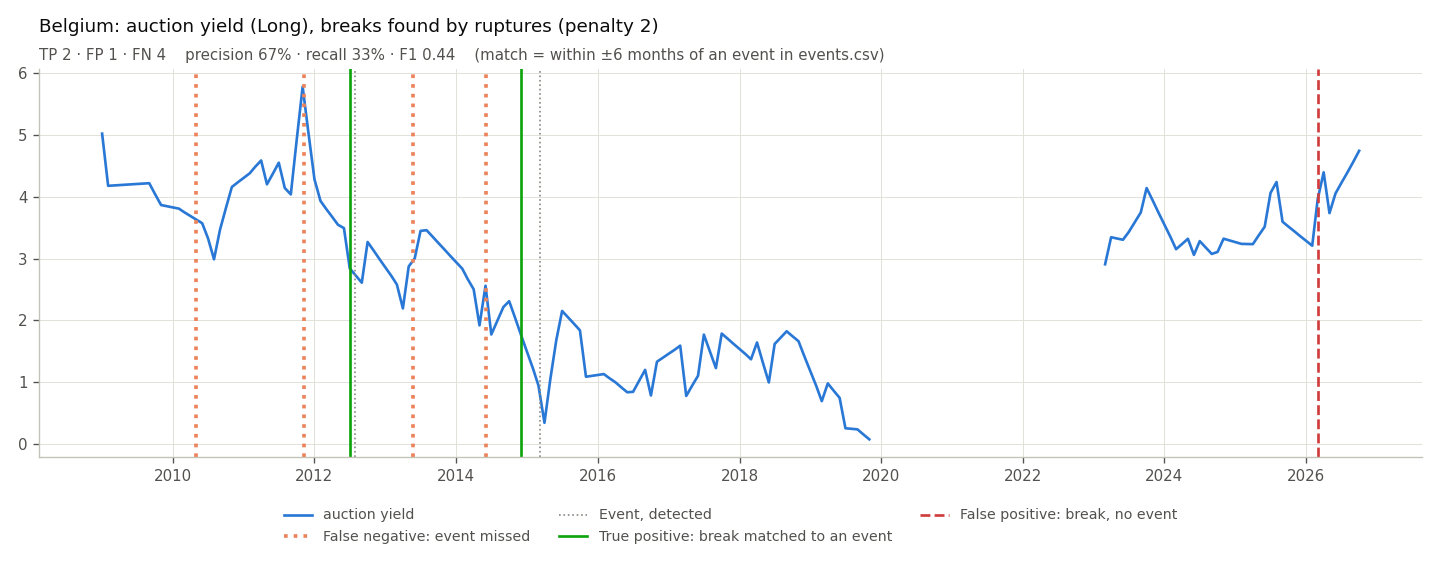 Belgium: auction yield (Long), breaks found by ruptures (penalty 2)
TP 2 · FP 1 · FN 4    precision 67% · recall 33% · F1 0.44    (match = within ±6 months of an event in events.csv)
6
5
4
3
2
1
0
2010 2012 2014 2016 2018 2020 2022 2024 2026
auction yield Event, detected False positive: break, no event
False negative: event missed True positive: break matched to an event